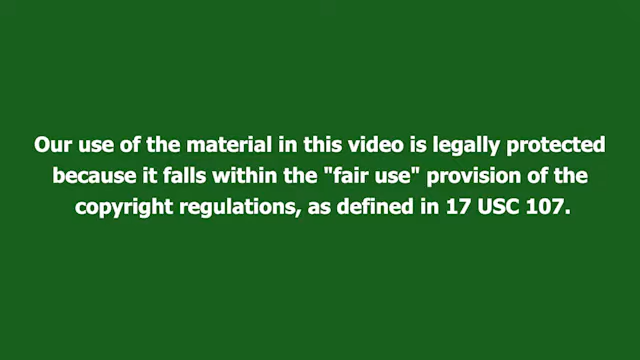 Our use of the material in this video is legally protected
because it falls within the "fair use" provision of the
copyright regulations, as defined in 17 USC 107.